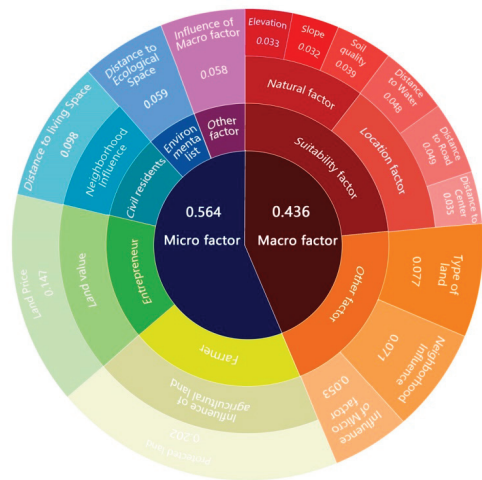 Elevation
0.033
Slope
0.032
Soil
quality
0.039
Distance
to Water
0.048
Distance
to Road
0.049
Distance to
Center
0.035
Natural factor
Location
factor
Suitability factor
0.436
Macro factor
Other factor
Type of
land
0.077
Neighborhood
Influence
0.071
Influence
of Micro
factor
0.053
0.564
Micro factor
Other
factor
Influence of
Macro factor
0.058
Environ
menta
list
Distance to
Ecological
Space
0.059
Civil residents
Neighborhood
Influence
Distance to living Space
0.098
Entrepreneur
Land value
Land Price
0.147
Farmer
Influence of
agricultural land
0.202
Protected land